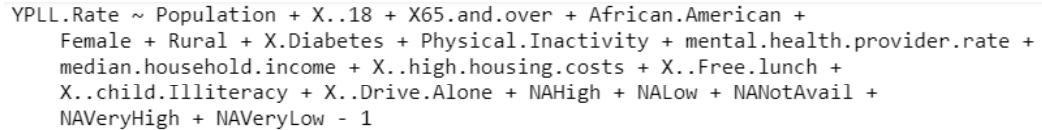 YPLL.Rate ~ Population + X..18 + X65.and.over + African.American +
Female + Rural + X.Diabetes + Physical.Inactivity + mental.health.provider.rate +
median.household.income + X..high.housing.costs + X..Free.lunch +
X..child.Illiteracy + X..Drive.Alone + NAHigh + NALow + NANotAvail +
NAVeryHigh + NAVeryLow - 1